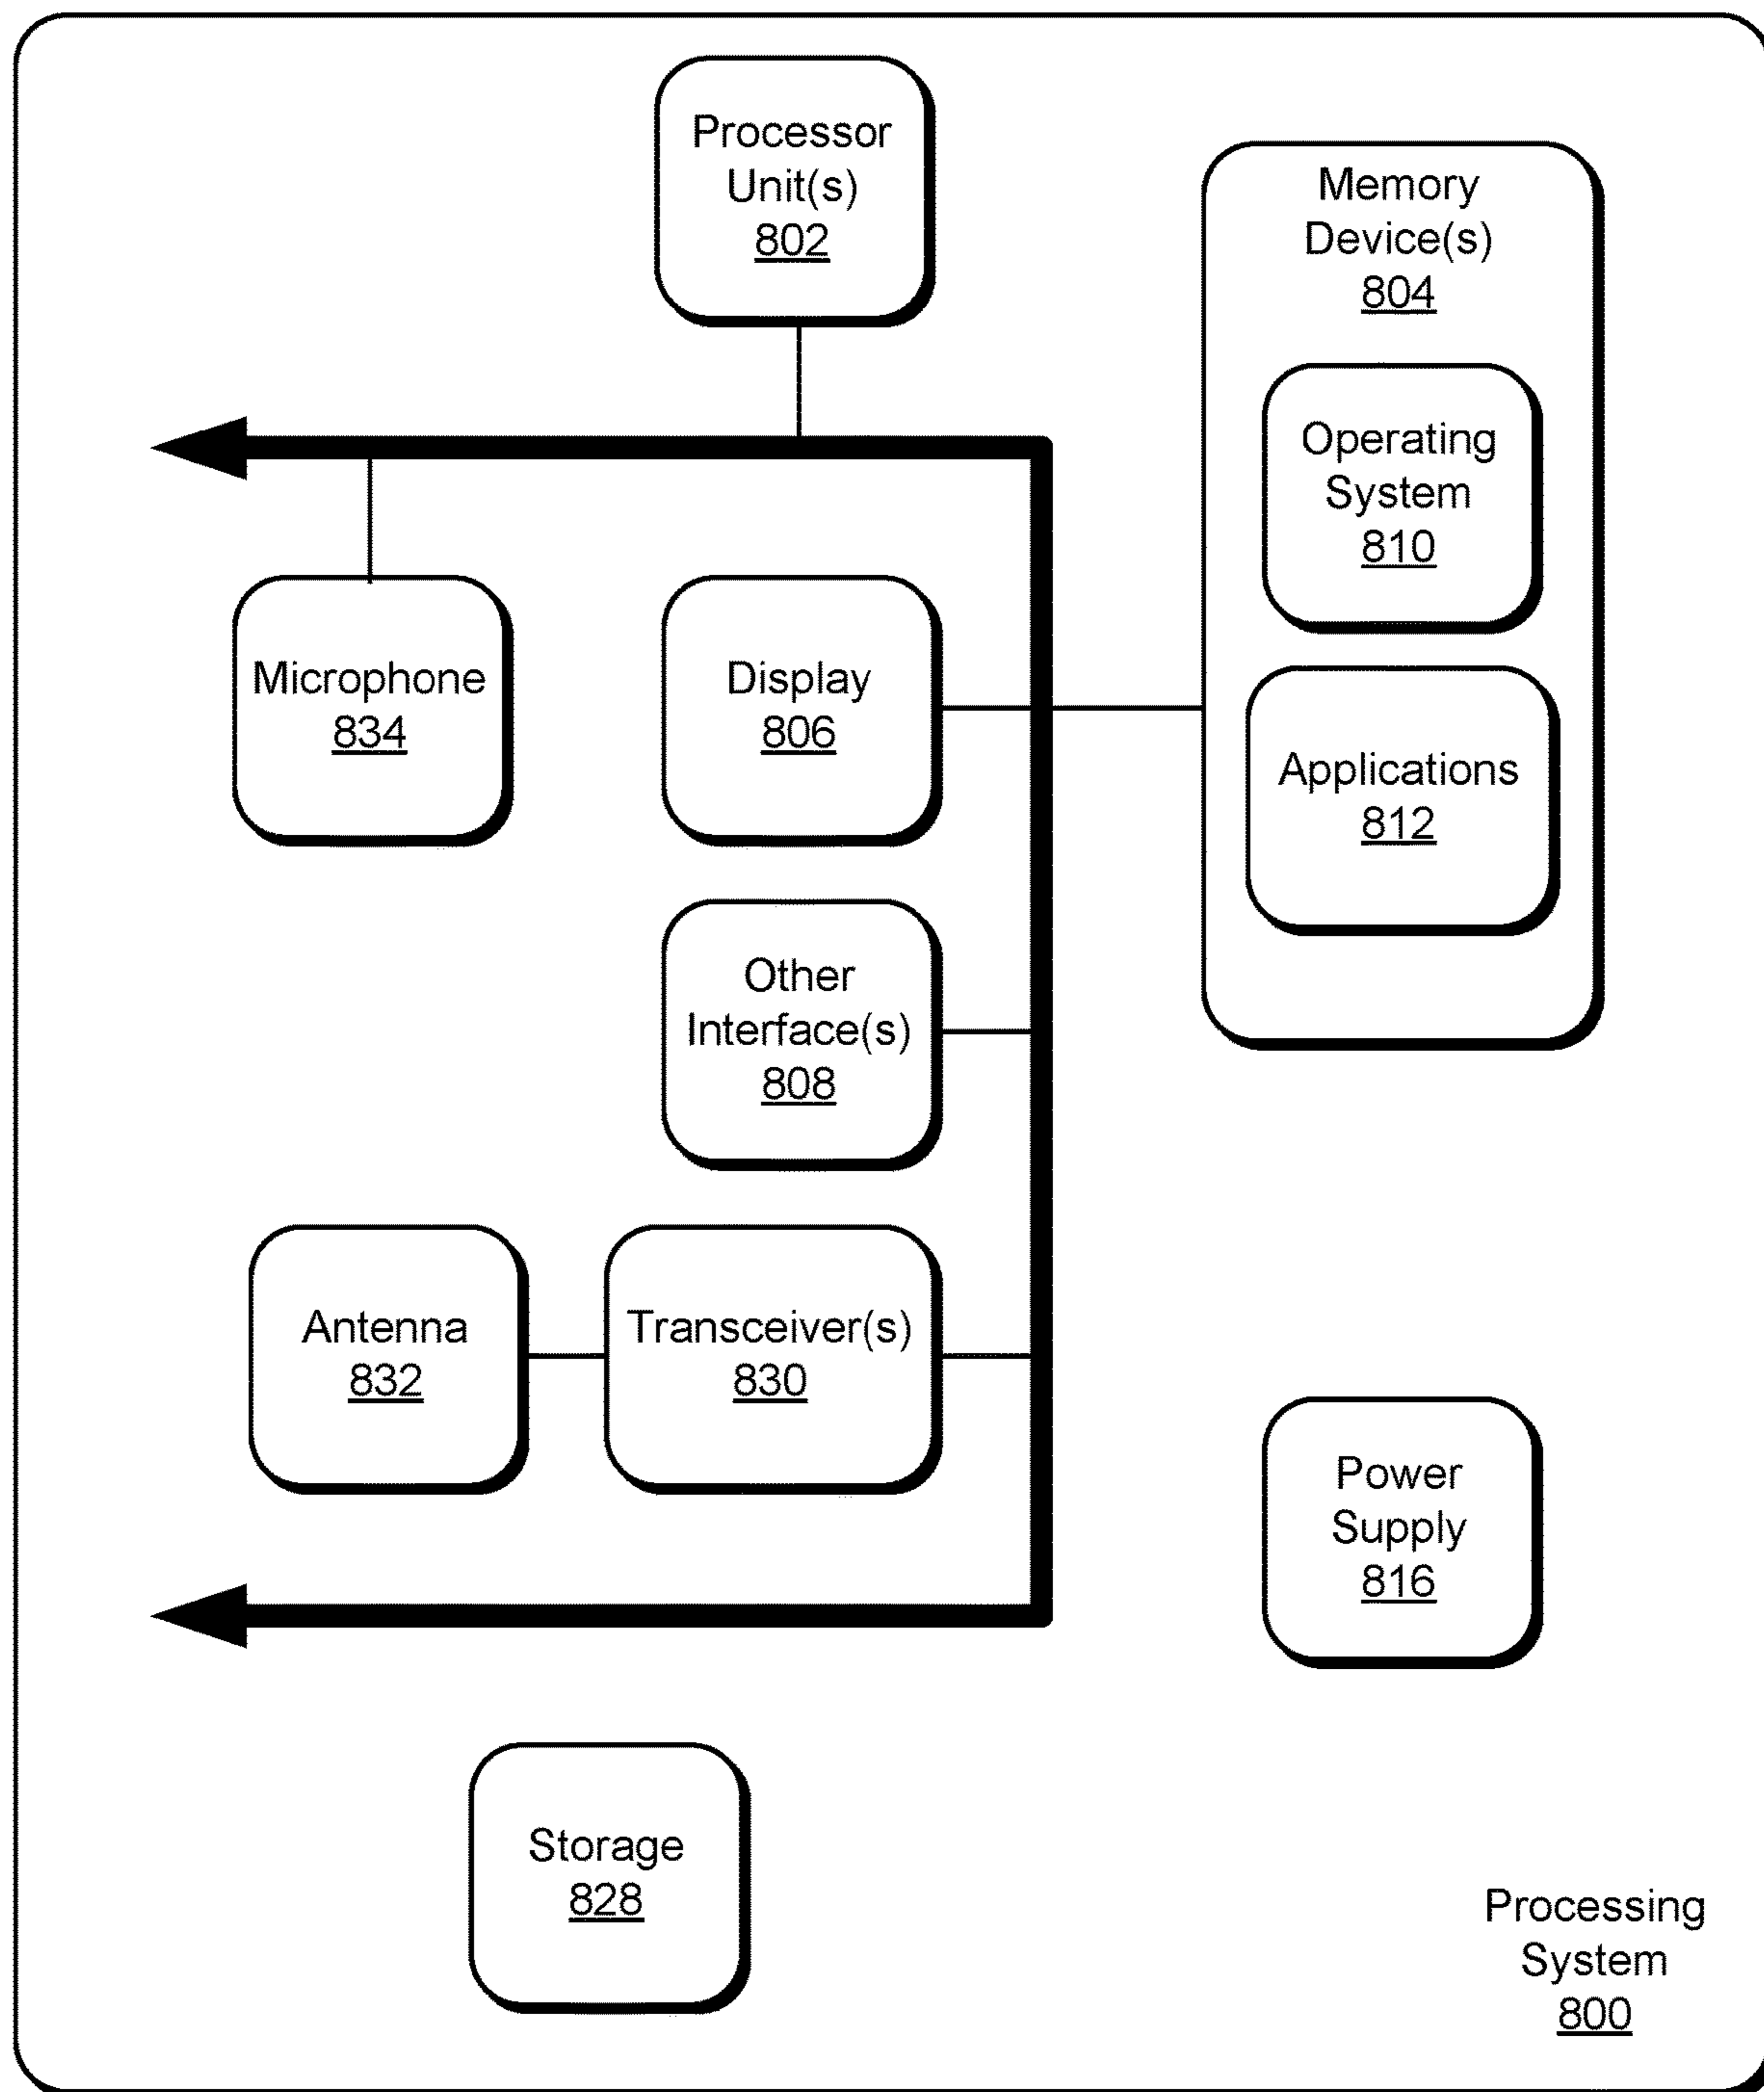 Processor
Unit(s)
802
Memory
Device(s)
804
Operating
System
810
Microphone
834
Display
806
Applications
812
Other
Interface(s)
808
Antenna
832
Transceiver(s)
830
Power
Supply
816
Storage
828
Processing
System
800